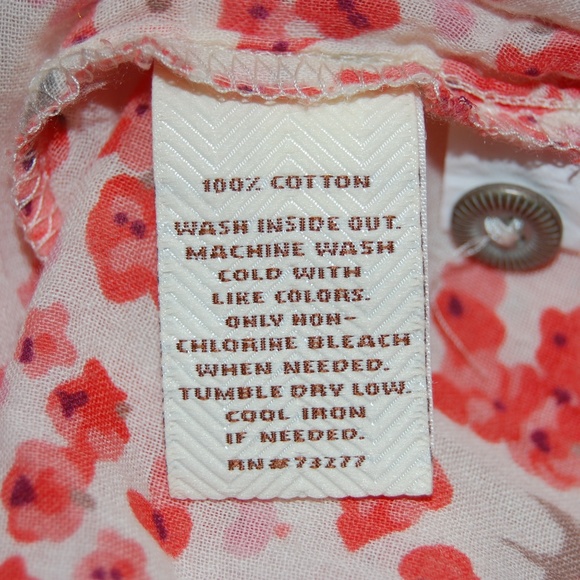 100% COTTON
WASH INSIDE OUT.
MACHINE WASH
COLD WITH
LIKE COLORS.
ONLY NON-
CHLORINE BLEACH
WHEN NEEDED.
TUMBLE DRY LOW.
COOL IRON
IF NEEDED.
RN#73277